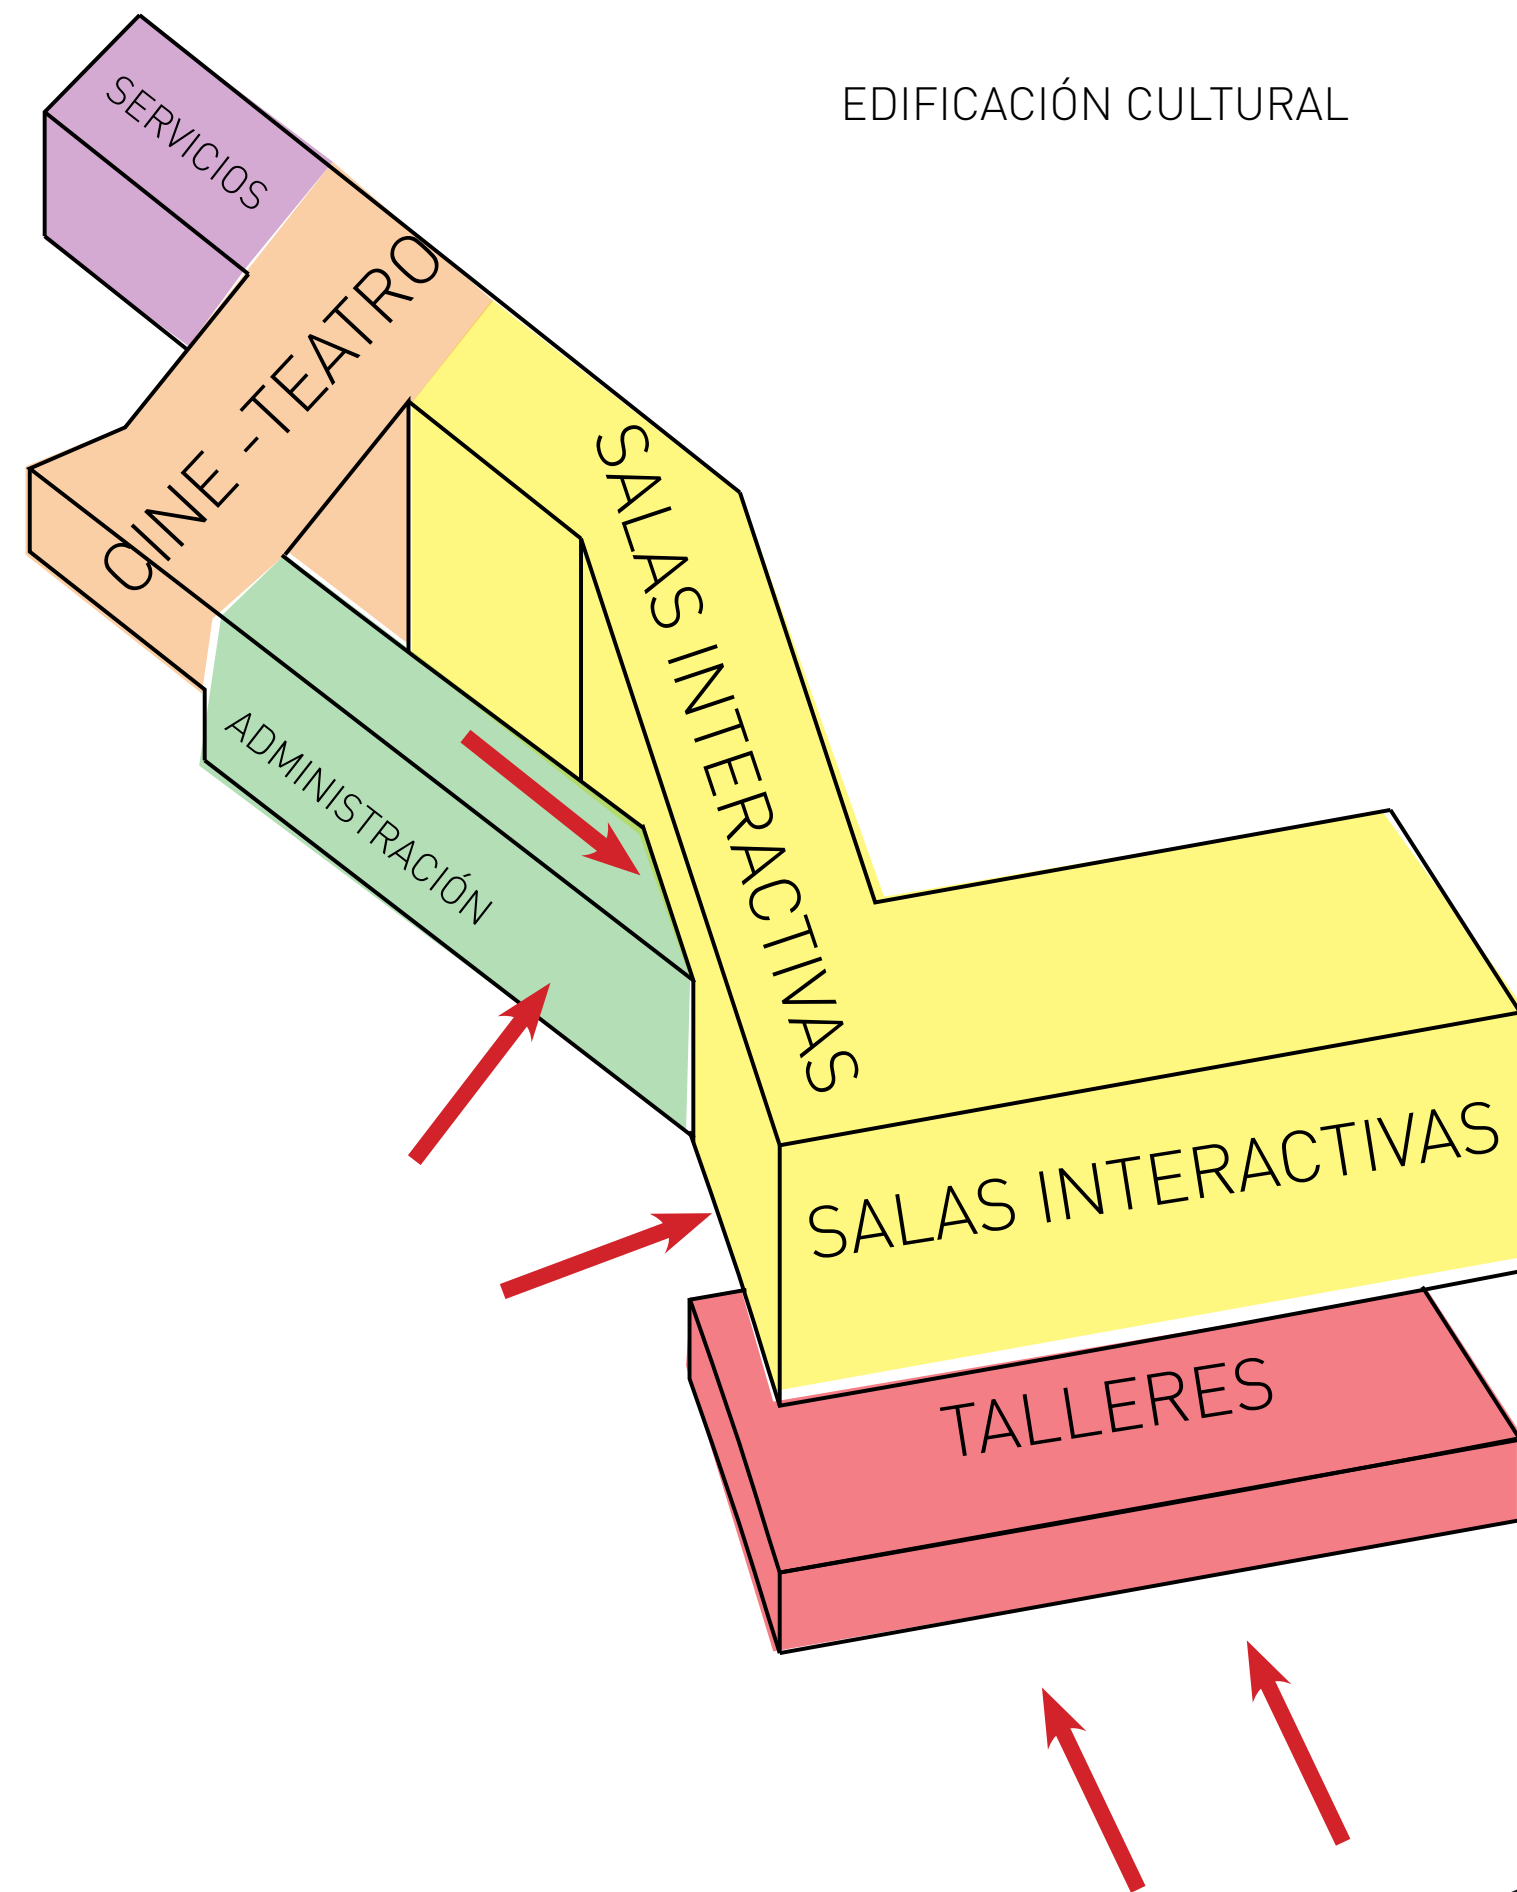 EDIFICACIÓN CULTURAL
SERVICIOS
CINE - TEATRO
SALAS INTERACTIVAS
ADMINISTRACIÓN
SALAS INTERACTIVAS
TALLERES